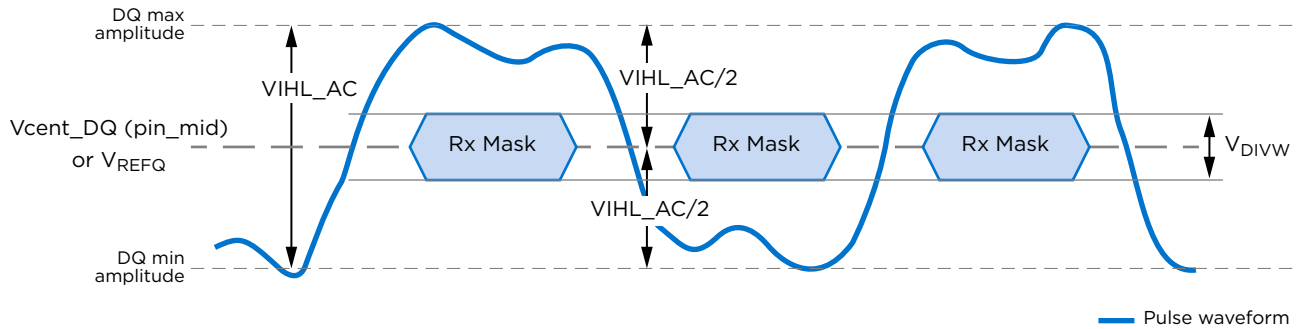 DQ max
amplitude
VIHL_AC
VIHL_AC/2
Vcent_DQ (pin_mid)
or VREFQ
Rx Mask
Rx Mask
Rx Mask
VDIVW
VIHL_AC/2
DQ min
amplitude
Pulse waveform